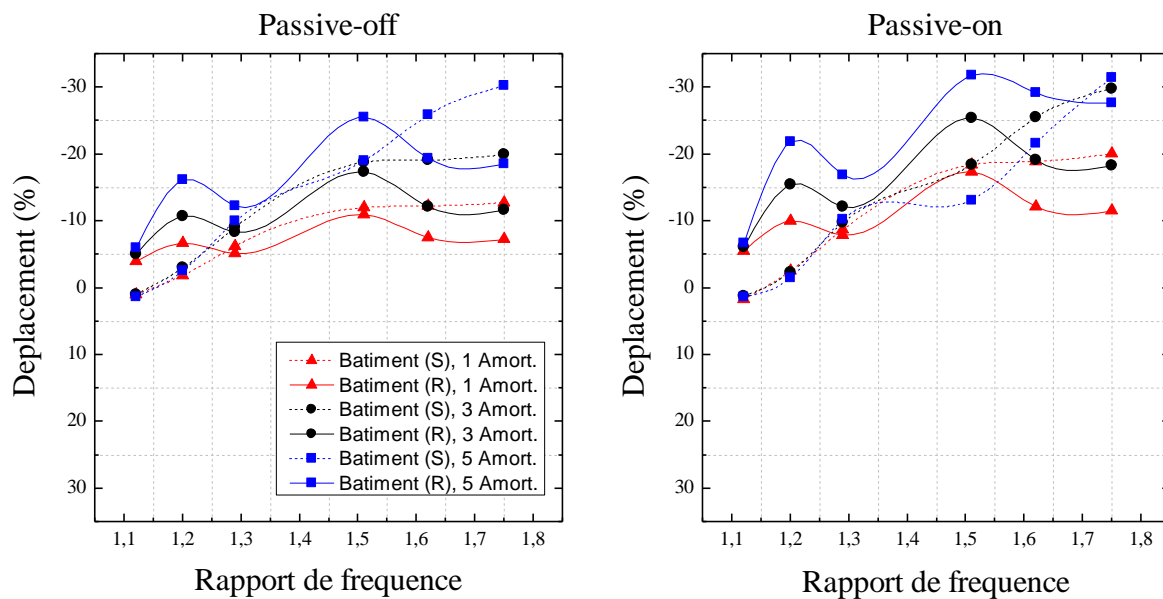 Passive-off
Passive-on
-30
-20
-10
0
10
20
30
Deplacement (%)
Batiment (S), 1 Amort.
Batiment (R), 1 Amort.
Batiment (S), 3 Amort.
Batiment (R), 3 Amort.
Batiment (S), 5 Amort.
Batiment (R), 5 Amort.
1,1 1,2 1,3 1,4 1,5 1,6 1,7 1,8
Rapport de frequence
-30
-20
-10
0
10
20
30
Deplacement (%)
1,1 1,2 1,3 1,4 1,5 1,6 1,7 1,8
Rapport de frequence